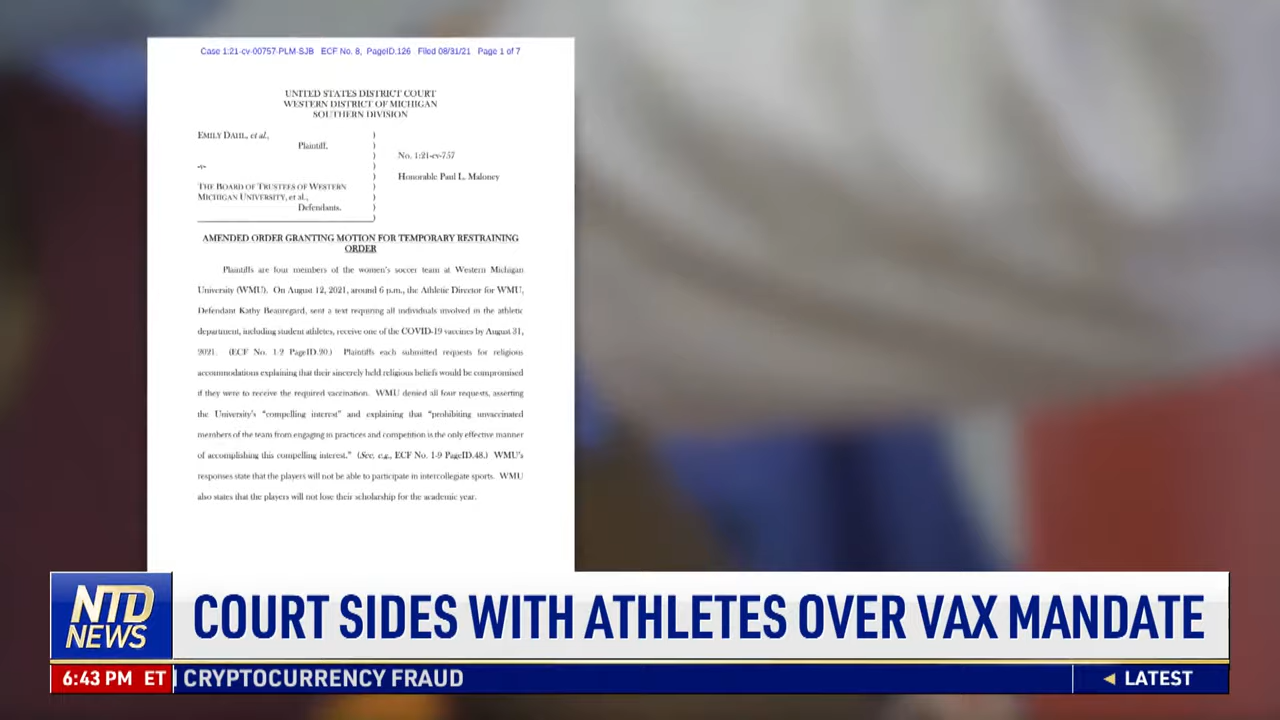 Case 1:21-cv-00757-PLM-SJB ECF No. 8, PageID.126 Filed 08/31/21 Page 1 of 7
UNITED STATES DISTRICT COURT
WESTERN DISTRICT OF MICHIGAN
SOUTHERN DIVISION
EMILY DAHL, et al., )
Plaintiff, )
) No. 1:21-cv-757
-v- )
) Honorable Paul L. Maloney
THE BOARD OF TRUSTEES OF WESTERN )
MICHIGAN UNIVERSITY, et al., )
Defendants. )
)
AMENDED ORDER GRANTING MOTION FOR TEMPORARY RESTRAINING
ORDER
Plaintiffs are four members of the women's soccer team at Western Michigan
University (WMU). On August 12, 2021, around 6 p.m., the Athletic Director for WMU,
Defendant Kathy Beauregard, sent a text requiring all individuals involved in the athletic
department, including student athletes, receive one of the COVID-19 vaccines by August 31,
2021. (ECF No. 1-2 PageID.20.) Plaintiffs each submitted requests for religious
accommodations explaining that their sincerely held religious beliefs would be compromised
if they were to receive the required vaccination. WMU denied all four requests, asserting
the University's "compelling interest" and explaining that "prohibiting unvaccinated
members of the team from engaging in practices and competition is the only effective manner
of accomplishing this compelling interest." (See, e.g., ECF No. 1-9 PageID.48.) WMU's
responses state that the players will not be able to participate in intercollegiate sports. WMU
also states that the players will not lose their scholarship for the academic year.
NTD
NEWS
COURT SIDES WITH ATHLETES OVER VAX MANDATE
6:43 PM ET
CRYPTOCURRENCY FRAUD
LATEST